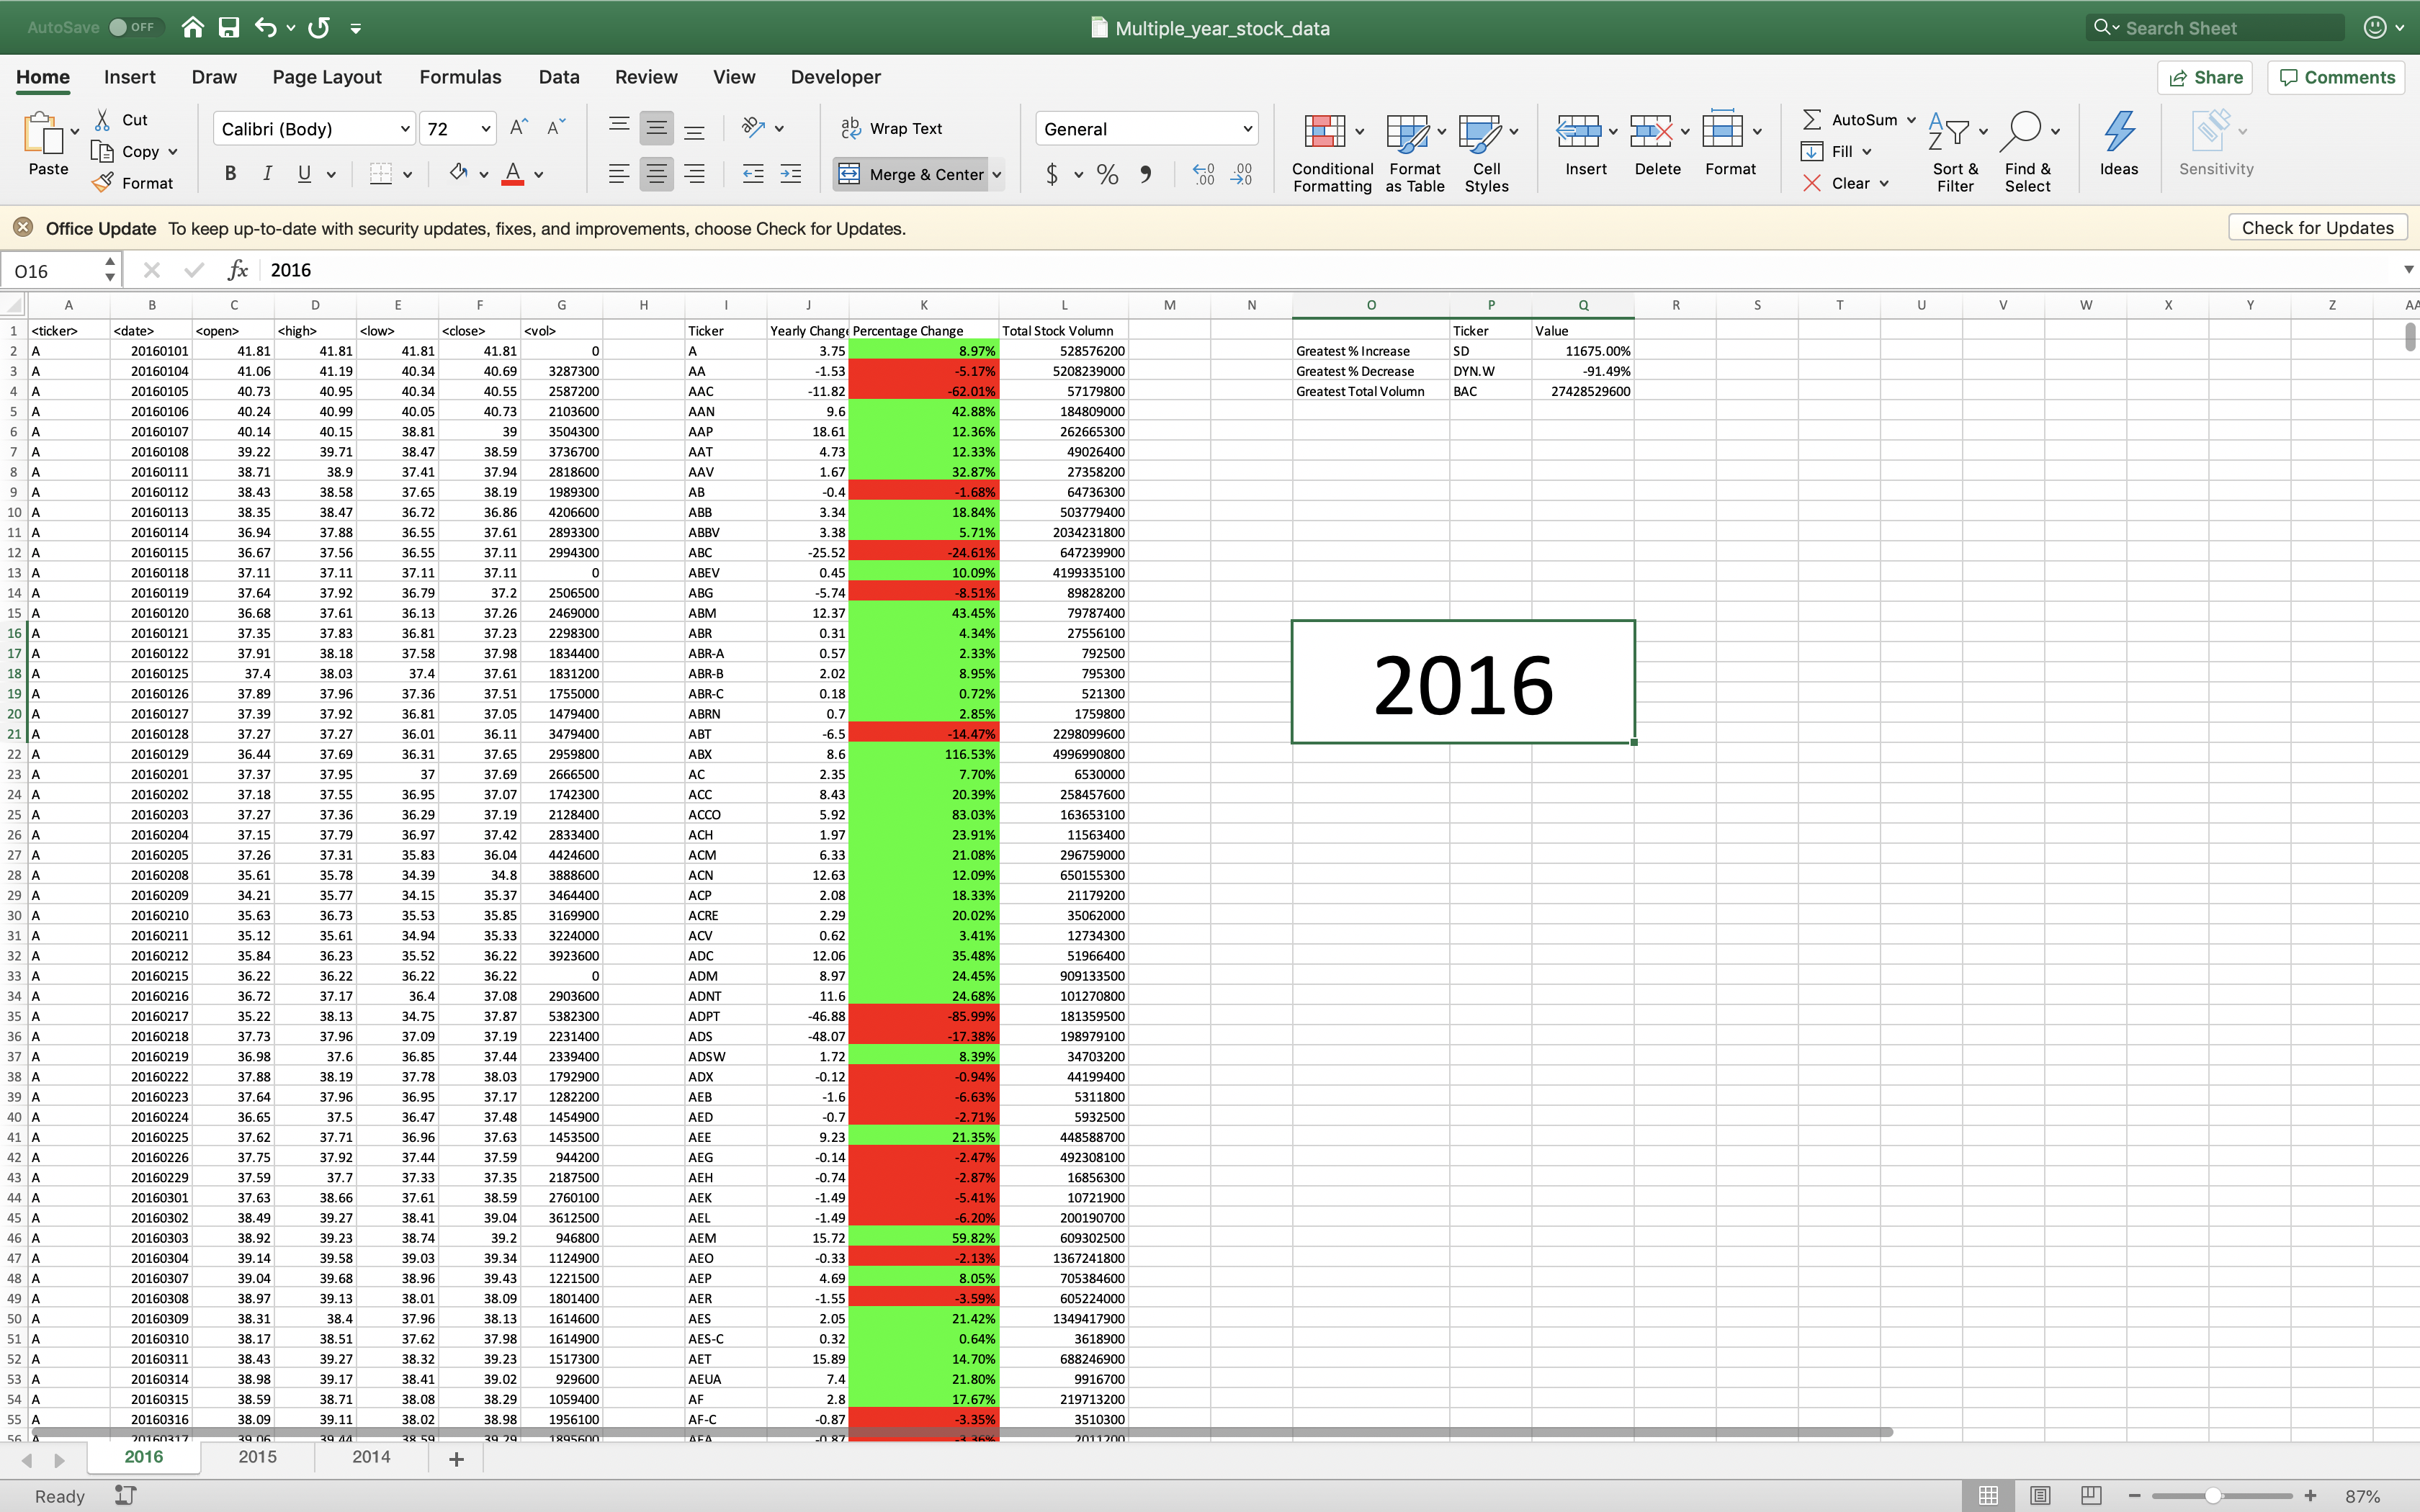 AutoSave OFF Multiple_year_stock_data Search Sheet
Home Insert Draw Page Layout Formulas Data Review View Developer Share Comments
Paste Cut Copy Format Calibri (Body) 72 A A B I U A Wrap Text Merge & Center General $ % Conditional Formatting Format as Table Cell Styles Insert Delete Format AutoSum Fill Clear Sort & Filter Find & Select Ideas Sensitivity
Office Update To keep up-to-date with security updates, fixes, and improvements, choose Check for Updates. Check for Updates
O16 fx 2016
A B C D E F G H I J K L M N O P Q R S T U V W X Y Z AA
1 <ticker> <date> <open> <high> <low> <close> <vol> Ticker Yearly Change Percentage Change Total Stock Volumn Ticker Value
2 A 20160101 41.81 41.81 41.81 41.81 0 A 3.75 8.97% 528576200 Greatest % Increase SD 11675.00%
3 A 20160104 41.06 41.19 40.34 40.69 3287300 AA -1.53 -5.17% 5208239000 Greatest % Decrease DYN.W -91.49%
4 A 20160105 40.73 40.95 40.34 40.55 2587200 AAC -11.82 -62.01% 57179800 Greatest Total Volumn BAC 27428529600
5 A 20160106 40.24 40.99 40.05 40.73 2103600 AAN 9.6 42.88% 184809000
6 A 20160107 40.14 40.15 38.81 39 3504300 AAP 18.61 12.36% 262665300
7 A 20160108 39.22 39.71 38.47 38.59 3736700 AAT 4.73 12.33% 49026400
8 A 20160111 38.71 38.9 37.41 37.94 2818600 AAV 1.67 32.87% 27358200
9 A 20160112 38.43 38.58 37.65 38.19 1989300 AB -0.4 -1.68% 64736300
10 A 20160113 38.35 38.47 36.72 36.86 4206600 ABB 3.34 18.84% 503779400
11 A 20160114 36.94 37.88 36.55 37.61 2893300 ABBV 3.38 5.71% 2034231800
12 A 20160115 36.67 37.56 36.55 37.11 2994300 ABC -25.52 -24.61% 647239900
13 A 20160118 37.11 37.11 37.11 37.11 0 ABEV 0.45 10.09% 4199335100
14 A 20160119 37.64 37.92 36.79 37.2 2506500 ABG -5.74 -8.51% 89828200
15 A 20160120 36.68 37.61 36.13 37.26 2469000 ABM 12.37 43.45% 79787400
16 A 20160121 37.35 37.83 36.81 37.23 2298300 ABR 0.31 4.34% 27556100
17 A 20160122 37.91 38.18 37.58 37.98 1834400 ABR-A 0.57 2.33% 792500
18 A 20160125 37.4 38.03 37.4 37.61 1831200 ABR-B 2.02 8.95% 795300
19 A 20160126 37.89 37.96 37.36 37.51 1755000 ABR-C 0.18 0.72% 521300
2016
20 A 20160127 37.39 37.92 36.81 37.05 1479400 ABRN 0.7 2.85% 1759800
21 A 20160128 37.27 37.27 36.01 36.11 3479400 ABT -6.5 -14.47% 2298099600
22 A 20160129 36.44 37.69 36.31 37.65 2959800 ABX 8.6 116.53% 4996990800
23 A 20160201 37.37 37.95 37 37.69 2666500 AC 2.35 7.70% 6530000
24 A 20160202 37.18 37.55 36.95 37.07 1742300 ACC 8.43 20.39% 258457600
25 A 20160203 37.27 37.36 36.29 37.19 2128400 ACCO 5.92 83.03% 163653100
26 A 20160204 37.15 37.79 36.97 37.42 2833400 ACH 1.97 23.91% 11563400
27 A 20160205 37.26 37.31 35.83 36.04 4424600 ACM 6.33 21.08% 296759000
28 A 20160208 35.61 35.78 34.39 34.8 3888600 ACN 12.63 12.09% 650155300
29 A 20160209 34.21 35.77 34.15 35.37 3464400 ACP 2.08 18.33% 21179200
30 A 20160210 35.63 36.73 35.53 35.85 3169900 ACRE 2.29 20.02% 35062000
31 A 20160211 35.12 35.61 34.94 35.33 3224000 ACV 0.62 3.41% 12734300
32 A 20160212 35.84 36.23 35.52 36.22 3923600 ADC 12.06 35.48% 51966400
33 A 20160215 36.22 36.22 36.22 36.22 0 ADM 8.97 24.45% 909133500
34 A 20160216 36.72 37.17 36.4 37.08 2903600 ADNT 11.6 24.68% 101270800
35 A 20160217 35.22 38.13 34.75 37.87 5382300 ADPT -46.88 -85.99% 181359500
36 A 20160218 37.73 37.96 37.09 37.19 2231400 ADS -48.07 -17.38% 198979100
37 A 20160219 36.98 37.6 36.85 37.44 2339400 ADSW 1.72 8.39% 34703200
38 A 20160222 37.88 38.19 37.78 38.03 1792900 ADX -0.12 -0.94% 44199400
39 A 20160223 37.64 37.96 36.95 37.17 1282200 AEB -1.6 -6.63% 5311800
40 A 20160224 36.65 37.5 36.47 37.48 1454900 AED -0.7 -2.71% 5932500
41 A 20160225 37.62 37.71 36.96 37.63 1453500 AEE 9.23 21.35% 448588700
42 A 20160226 37.75 37.92 37.44 37.59 944200 AEG -0.14 -2.47% 492308100
43 A 20160229 37.59 37.7 37.33 37.35 2187500 AEH -0.74 -2.87% 16856300
44 A 20160301 37.63 38.66 37.61 38.59 2760100 AEK -1.49 -5.41% 10721900
45 A 20160302 38.49 39.27 38.41 39.04 3612500 AEL -1.49 -6.20% 200190700
46 A 20160303 38.92 39.23 38.74 39.2 946800 AEM 15.72 59.82% 609302500
47 A 20160304 39.14 39.58 39.03 39.34 1124900 AEO -0.33 -2.13% 1367241800
48 A 20160307 39.04 39.68 38.96 39.43 1221500 AEP 4.69 8.05% 705384600
49 A 20160308 38.97 39.13 38.01 38.09 1801400 AER -1.55 -3.59% 605224000
50 A 20160309 38.31 38.4 37.96 38.13 1614600 AES 2.05 21.42% 1349417900
51 A 20160310 38.17 38.51 37.62 37.98 1614900 AES-C 0.32 0.64% 3618900
52 A 20160311 38.43 39.27 38.32 39.23 1517300 AET 15.89 14.70% 688246900
53 A 20160314 38.98 39.17 38.41 39.02 929600 AEUA 7.4 21.80% 9916700
54 A 20160315 38.59 38.71 38.08 38.29 1059400 AF 2.8 17.67% 219713200
55 A 20160316 38.09 39.11 38.02 38.98 1956100 AF-C -0.87 -3.35% 3510300
2016 2015 2014 +
Ready 87%